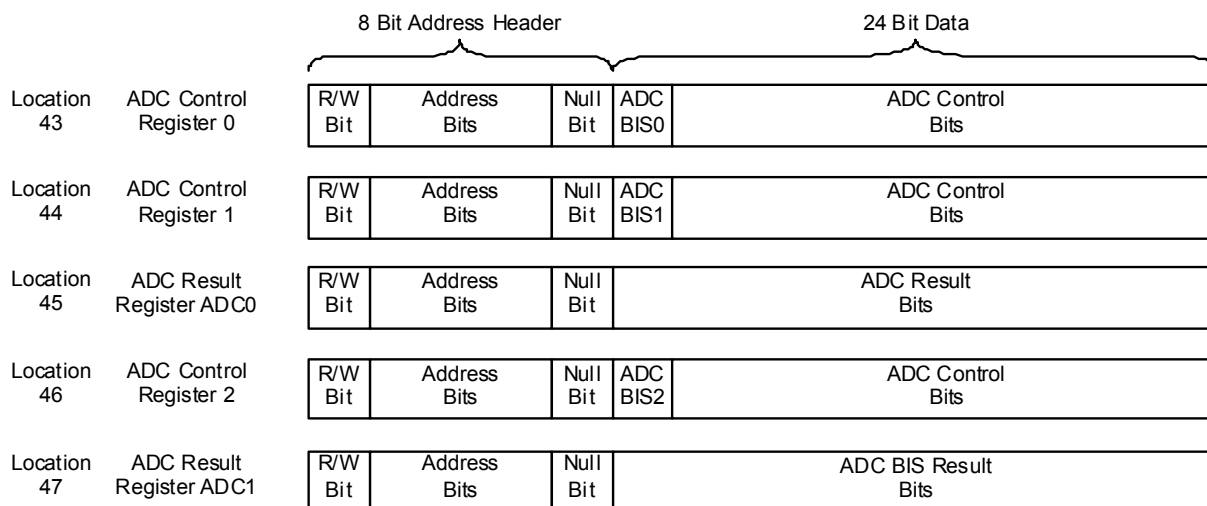 8 Bit Address Header 24 Bit Data
Location ADC Control R/W Address Null ADC ADC Control
43 Register 0 Bit Bits Bit BIS0 Bits
Location ADC Control R/W Address Null ADC ADC Control
44 Register 1 Bit Bits Bit BIS1 Bits
Location ADC Result R/W Address Null ADC Result
45 Register ADC0 Bit Bits Bit Bits
Location ADC Control R/W Address Null ADC ADC Control
46 Register 2 Bit Bits Bit BIS2 Bits
Location ADC Result R/W Address Null ADC BIS Result
47 Register ADC1 Bit Bits Bit Bits